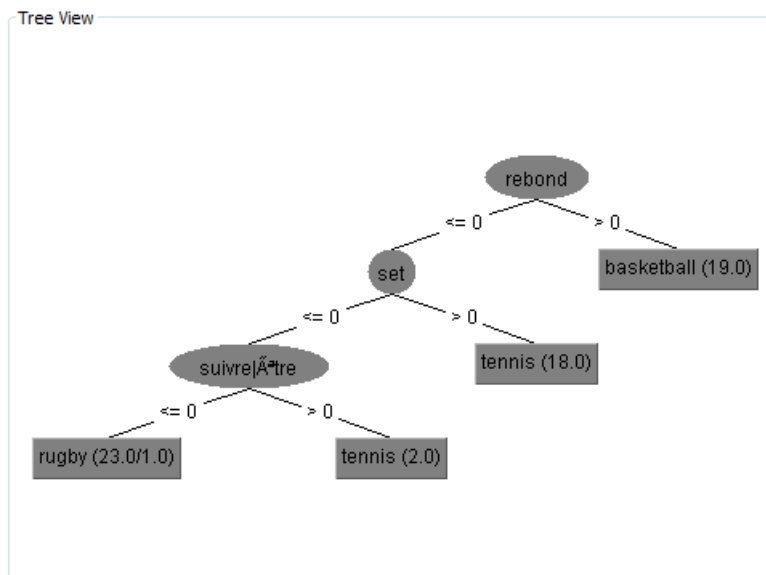 Tree View
rebond
<= 0
> 0
set
basketball (19.0)
<= 0
> 0
suivre|Ãªtre
tennis (18.0)
<= 0
> 0
rugby (23.0/1.0)
tennis (2.0)